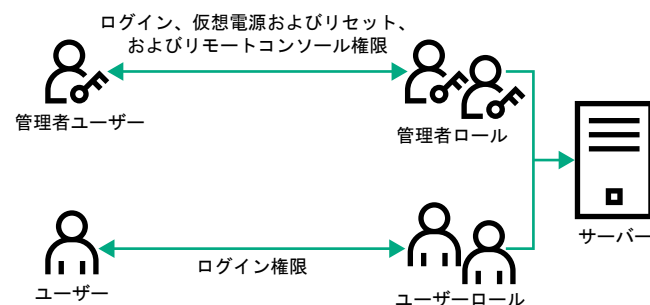 ログイン、仮想電源およびリセット、
およびリモートコンソール権限
管理者ユーザー
管理者ロール
サーバー
ログイン権限
ユーザー
ユーザーロール